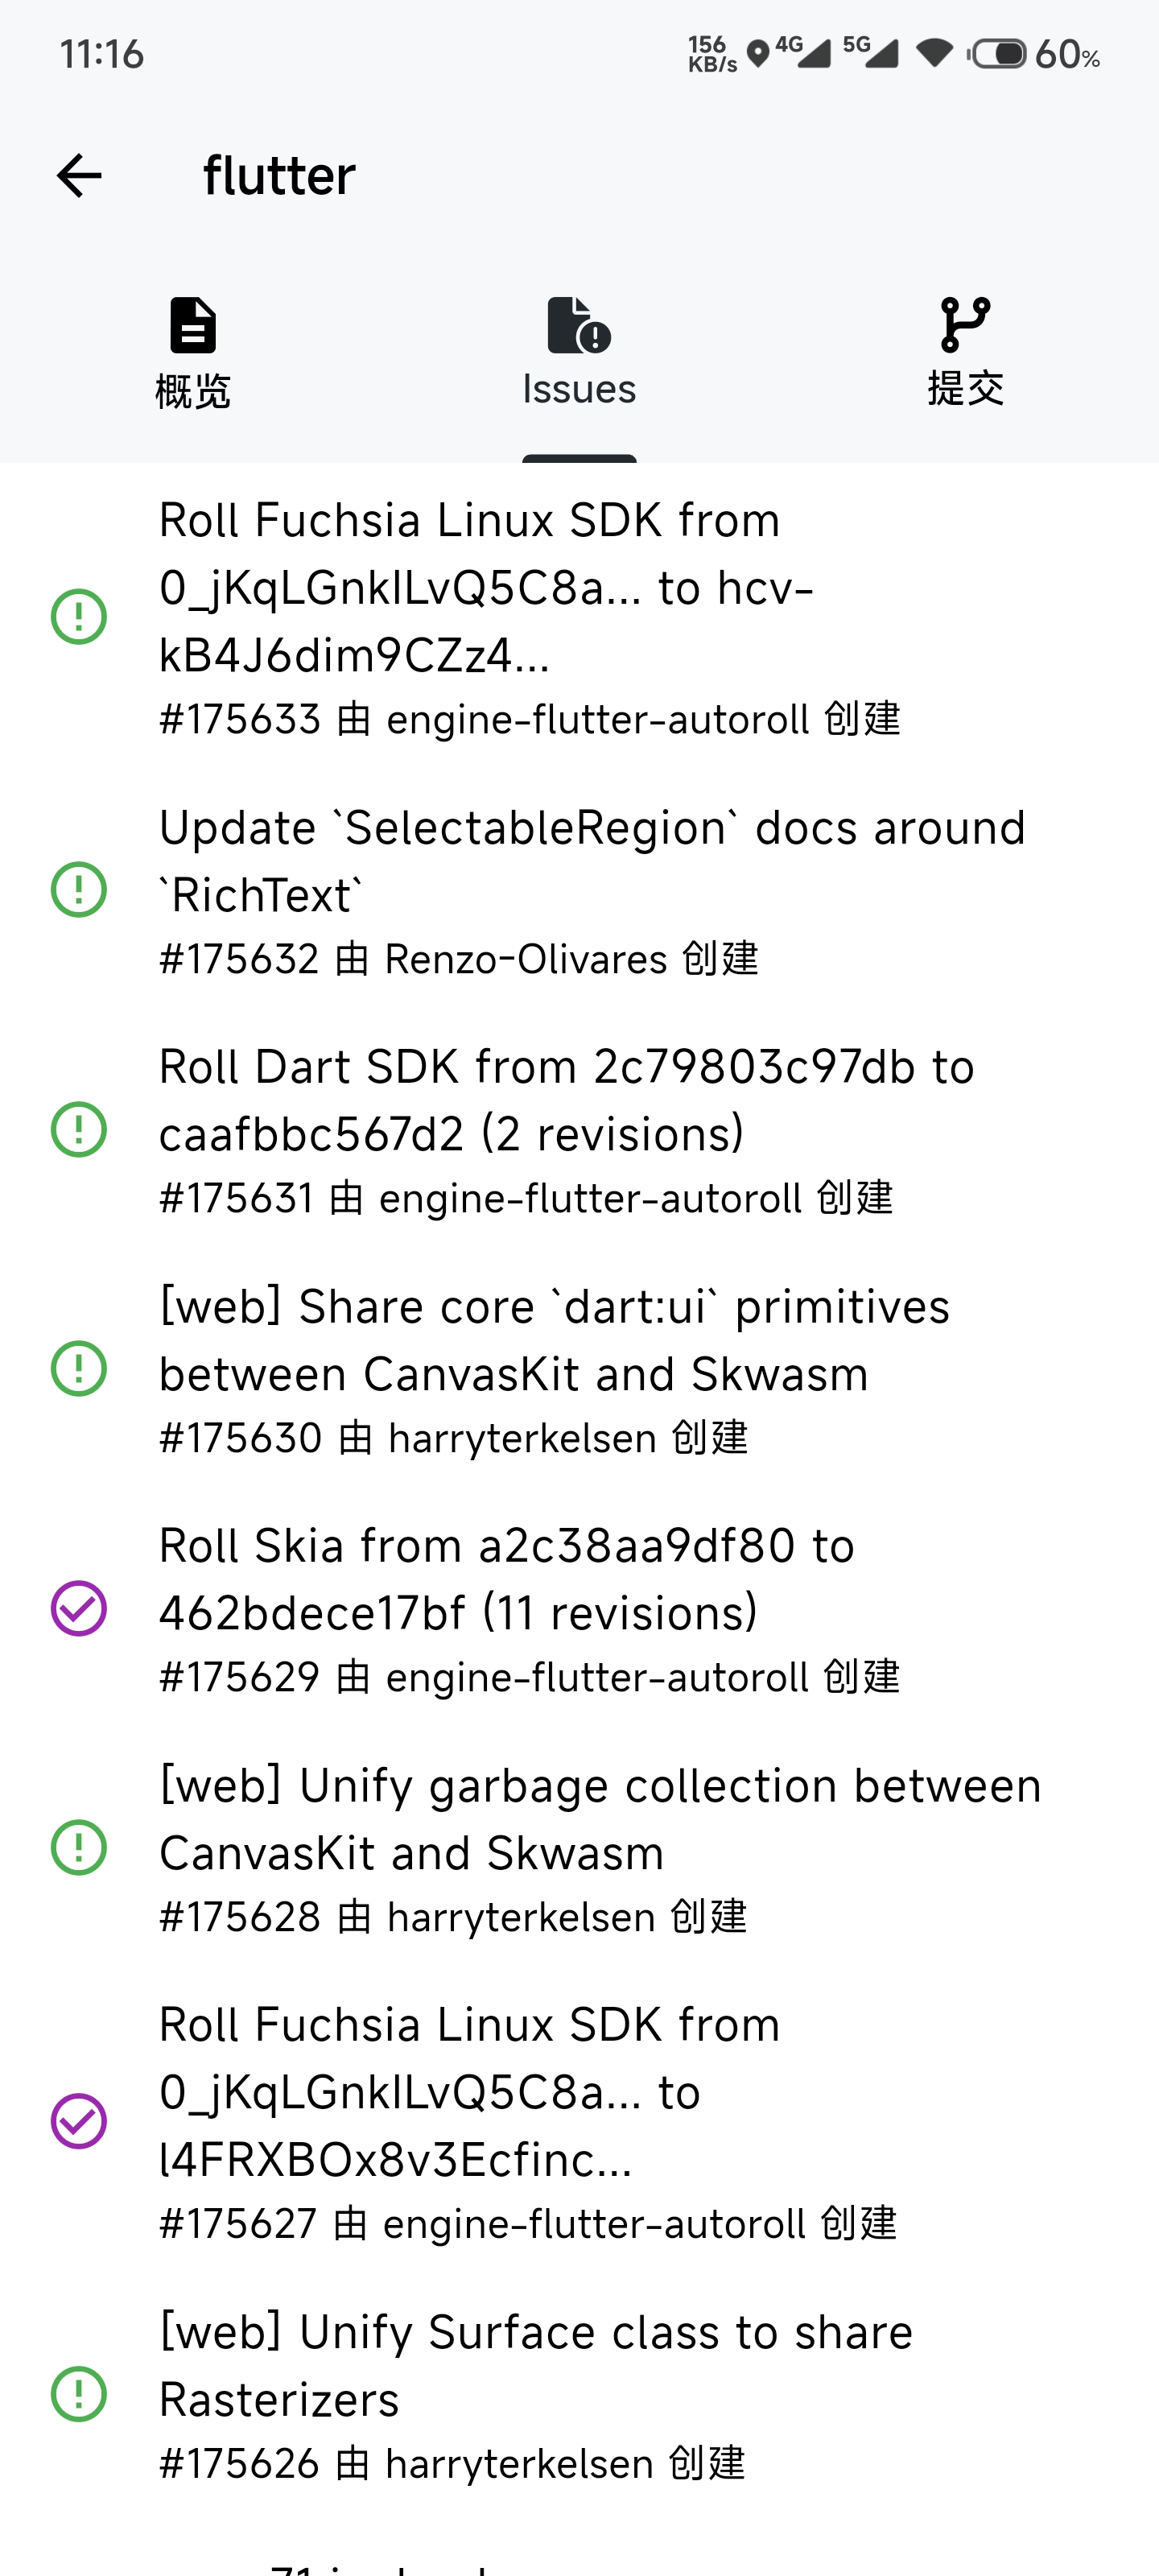 11:16
156 KB/s 4G 5G 60%
flutter
概览 Issues 提交
Roll Fuchsia Linux SDK from
0_jKqLGnkILvQ5C8a... to hcv-
kB4J6dim9CZz4...
#175633 由 engine-flutter-autoroll 创建
Update `SelectableRegion` docs around
`RichText`
#175632 由 Renzo-Olivares 创建
Roll Dart SDK from 2c79803c97db to
caafbbc567d2 (2 revisions)
#175631 由 engine-flutter-autoroll 创建
[web] Share core `dart:ui` primitives
between CanvasKit and Skwasm
#175630 由 harryterkelsen 创建
Roll Skia from a2c38aa9df80 to
462bdece17bf (11 revisions)
#175629 由 engine-flutter-autoroll 创建
[web] Unify garbage collection between
CanvasKit and Skwasm
#175628 由 harryterkelsen 创建
Roll Fuchsia Linux SDK from
0_jKqLGnkILvQ5C8a... to
l4FRXBOx8v3Ecfinc...
#175627 由 engine-flutter-autoroll 创建
[web] Unify Surface class to share
Rasterizers
#175626 由 harryterkelsen 创建